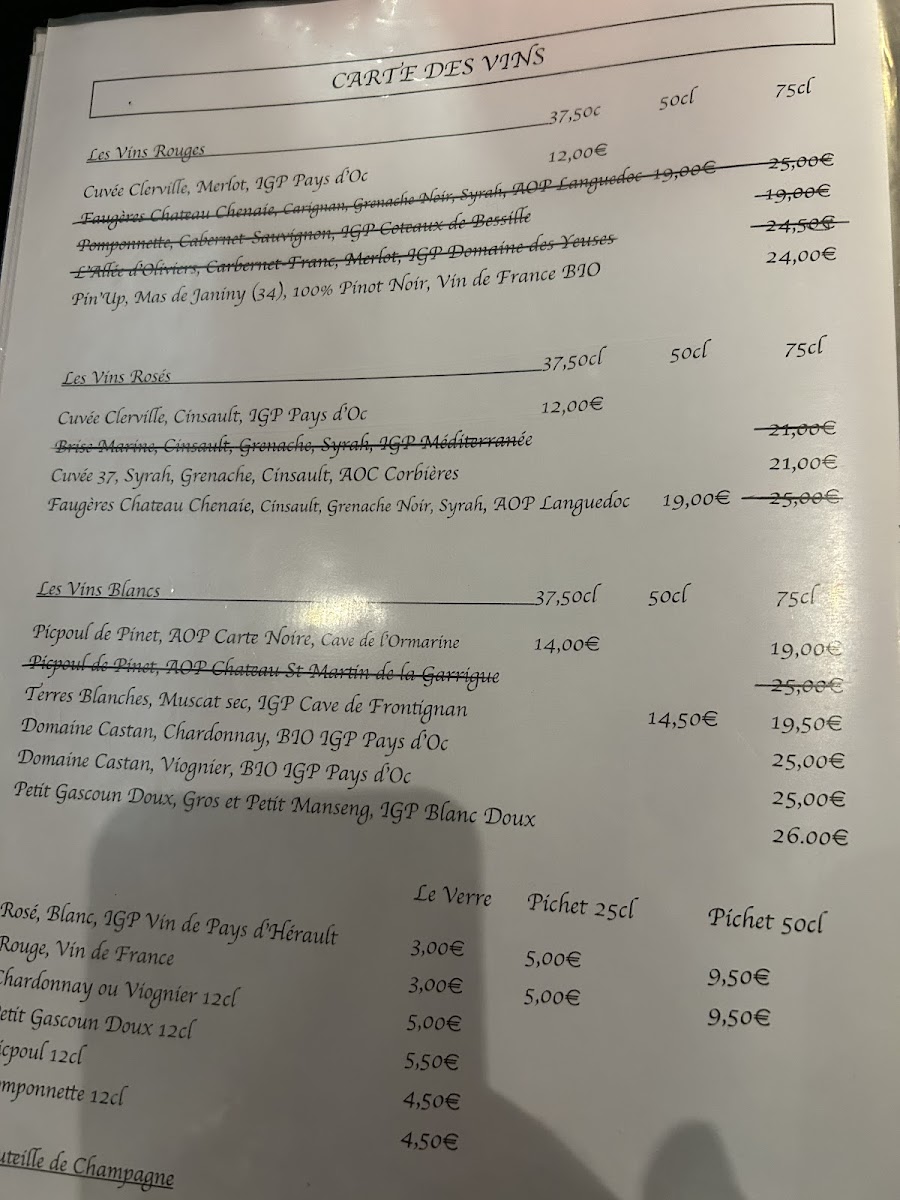 CARTE DES VINS
Les Vins Rouges 37,50c 50cl 75cl
Cuvée Clerville, Merlot, IGP Pays d'Oc 12,00€
Faugères Chateau Chenaie, Carignan, Grenache Noir, Syrah, AOP Languedoc 19,00€ 25,00€
Pomponnette, Cabernet Sauvignon, IGP Coteaux de Bessille 19,00€
L'Allée d'Oliviers, Carbernet-Franc, Merlot, IGP Domaine des Yeuses 24,50€
Pin'Up, Mas de Janiny (34), 100% Pinot Noir, Vin de France BIO 24,00€
Les Vins Rosés 37,50cl 50cl 75cl
Cuvée Clerville, Cinsault, IGP Pays d'Oc 12,00€
Brise Marine, Cinsault, Grenache, Syrah, IGP Méditerranée 21,00€
Cuvée 37, Syrah, Grenache, Cinsault, AOC Corbières 21,00€
Faugères Chateau Chenaie, Cinsault, Grenache Noir, Syrah, AOP Languedoc 19,00€ 25,00€
Les Vins Blancs 37,50cl 50cl 75cl
Picpoul de Pinet, AOP Carte Noire, Cave de l'Ormarine 14,00€ 19,00€
Picpoul de Pinet, AOP Chateau St Martin de la Garrigue 25,00€
Terres Blanches, Muscat sec, IGP Cave de Frontignan 14,50€ 19,50€
Domaine Castan, Chardonnay, BIO IGP Pays d'Oc 25,00€
Domaine Castan, Viognier, BIO IGP Pays d'Oc 25,00€
Petit Gascoun Doux, Gros et Petit Manseng, IGP Blanc Doux 26.00€
Le Verre Pichet 25cl Pichet 50cl
Rosé, Blanc, IGP Vin de Pays d'Hérault 3,00€ 5,00€ 9,50€
Rouge, Vin de France 3,00€ 5,00€ 9,50€
Chardonnay ou Viognier 12cl 5,00€
etit Gascoun Doux 12cl 5,50€
icpoul 12cl 4,50€
mponnette 12cl 4,50€
uteille de Champagne